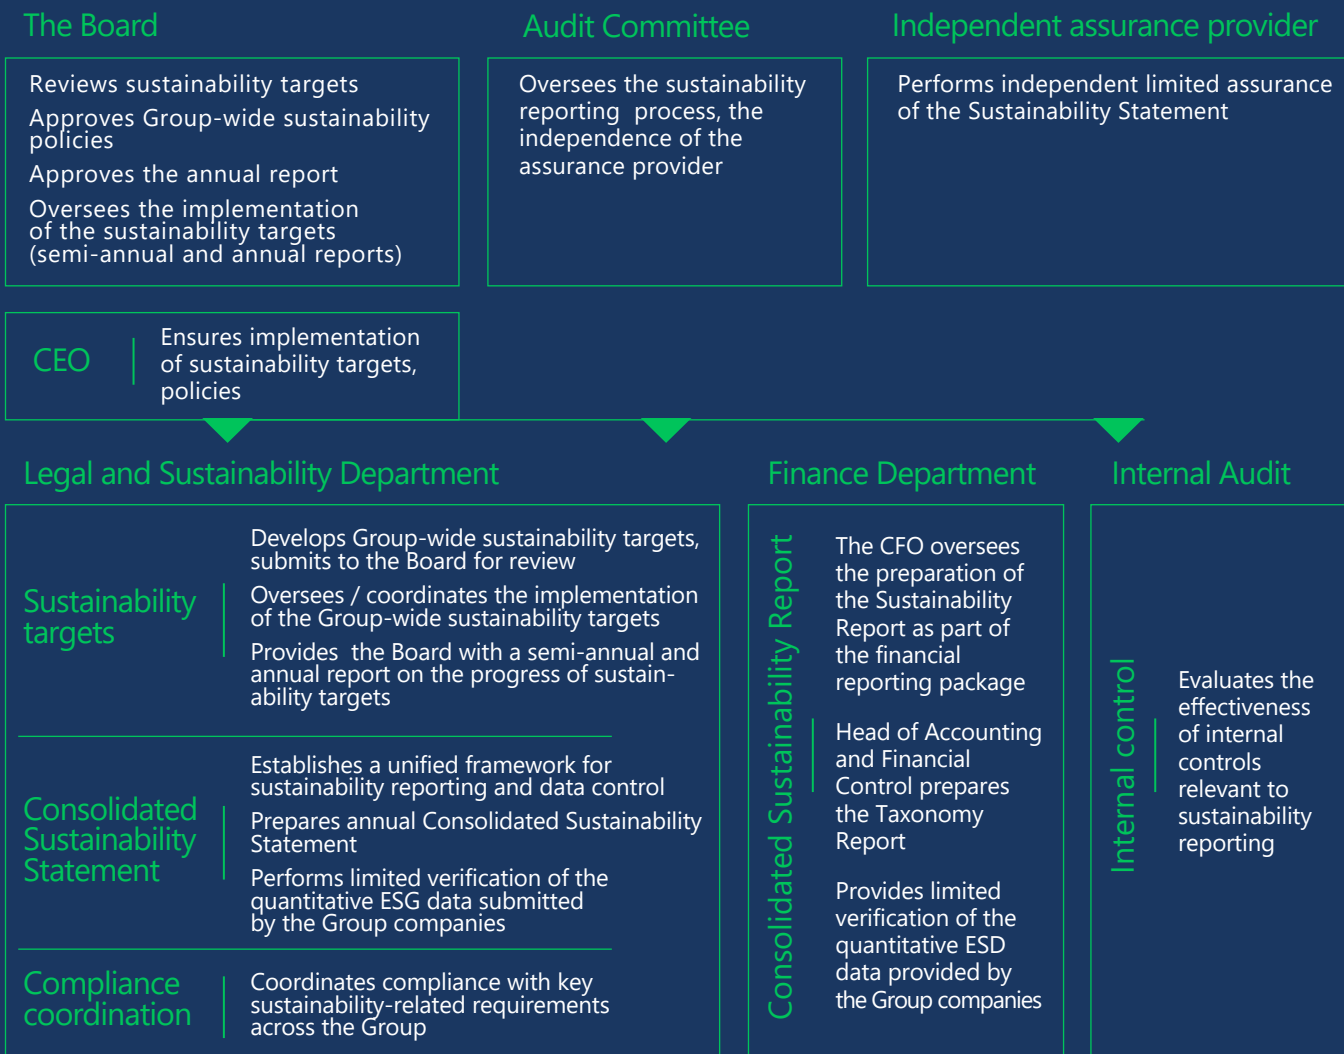 The Board
Reviews sustainability targets
Approves Group-wide sustainability
policies
Approves the annual report
Oversees the implementation
of the sustainability targets
(semi-annual and annual reports)
Audit Committee
Oversees the sustainability
reporting process, the
independence of the
assurance provider
Independent assurance provider
Performs independent limited assurance
of the Sustainability Statement
CEO
Ensures implementation
of sustainability targets,
policies
Legal and Sustainability Department
Sustainability
targets
Develops Group-wide sustainability targets,
submits to the Board for review
Oversees / coordinates the implementation
of the Group-wide sustainability targets
Provides the Board with a semi-annual and
annual report on the progress of sustain-
ability targets
Consolidated
Sustainability
Statement
Establishes a unified framework for
sustainability reporting and data control
Prepares annual Consolidated Sustainability
Statement
Performs limited verification of the
quantitative ESG data submitted
by the Group companies
Compliance
coordination
Coordinates compliance with key
sustainability-related requirements
across the Group
Finance Department
Consolidated Sustainability Report
The CFO oversees
the preparation of
the Sustainability
Report as part of
the financial
reporting package
Head of Accounting
and Financial
Control prepares
the Taxonomy
Report
Provides limited
verification of the
quantitative ESD
data provided by
the Group companies
Internal Audit
Internal control
Evaluates the
effectiveness
of internal
controls
relevant to
sustainability
reporting